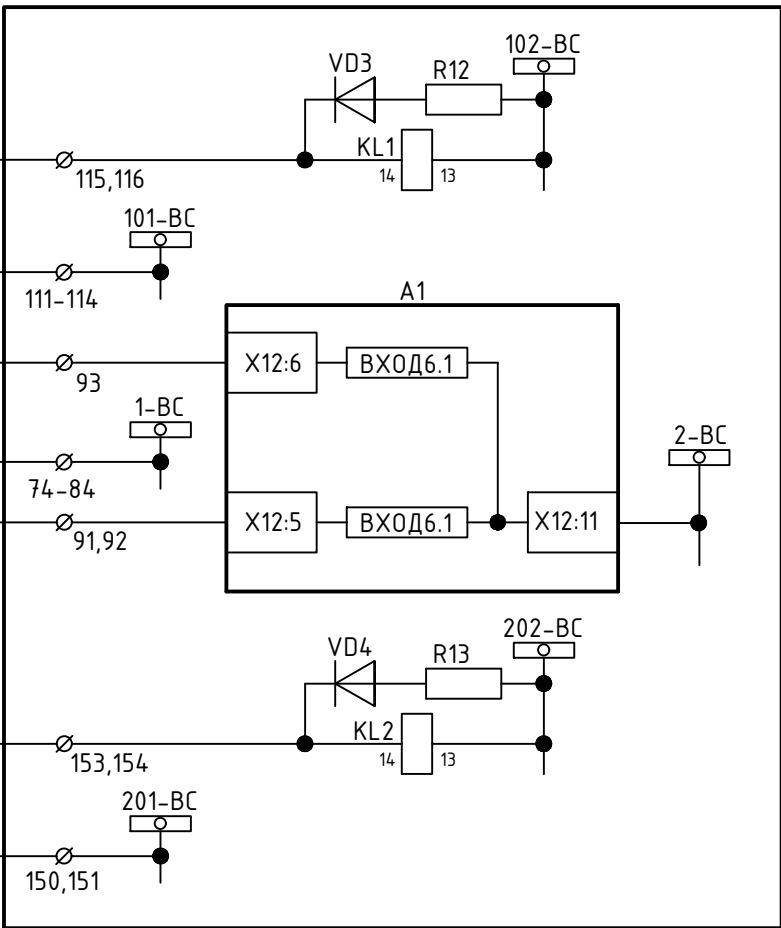 102-ВС
VD3
R12
KL1
14
13
115,116
101-ВС
111-114
A1
X12:6
ВХОД6.1
93
1-ВС
2-ВС
74-84
X12:5
ВХОД6.1
X12:11
91,92
202-ВС
VD4
R13
KL2
14
13
153,154
201-ВС
150,151